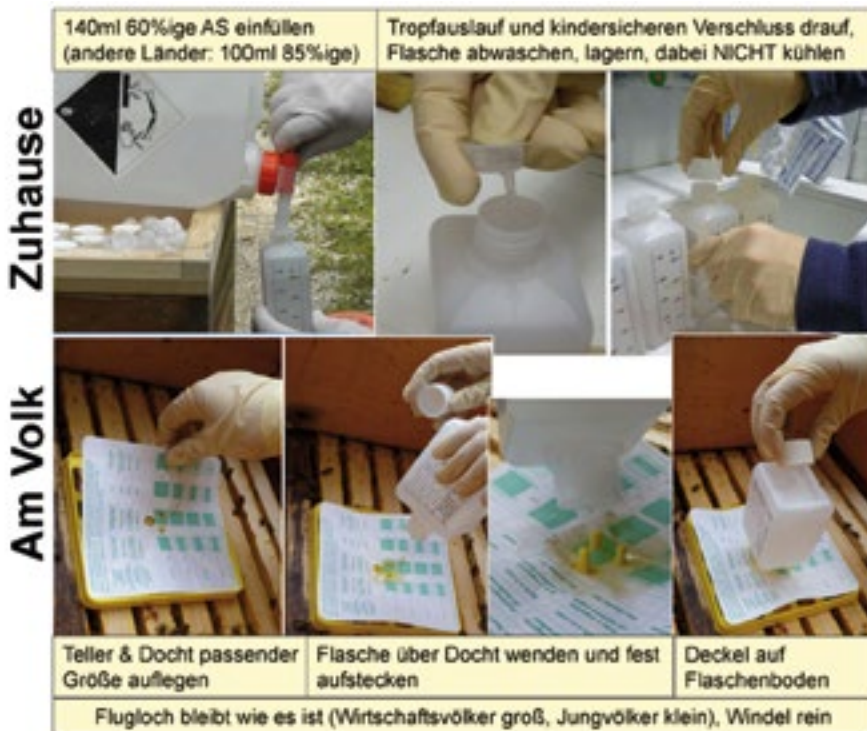 140ml 60%ige AS einfüllen
(andere Länder: 100ml 85%ige)
Tropfauslauf und kindersicheren Verschluss drauf,
Flasche abwaschen, lagern, dabei NICHT kühlen
Zuhause
Am Volk
Teller & Docht passender
Größe auflegen
Flasche über Docht wenden und fest
aufstecken
Deckel auf
Flaschenboden
Flugloch bleibt wie es ist (Wirtschaftsvölker groß, Jungvölker klein), Windel rein